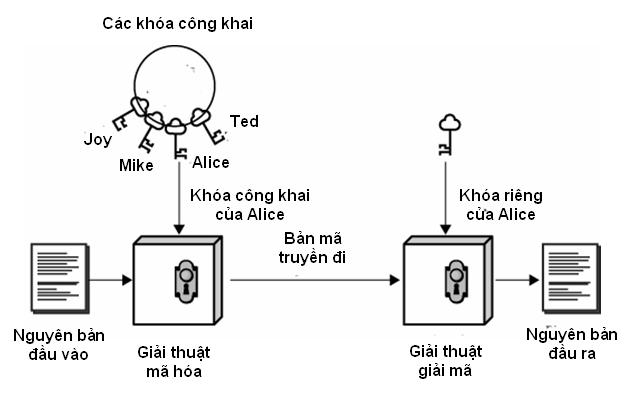 Các khóa công khai
Ted
Joy
Mike
Alice
Khóa công khai
của Alice
Khóa riêng
cửa Alice
Bản mã
truyền đi
Nguyên bản
đầu vào
Giải thuật
mã hóa
Giải thuật
giải mã
Nguyên bản
đầu ra